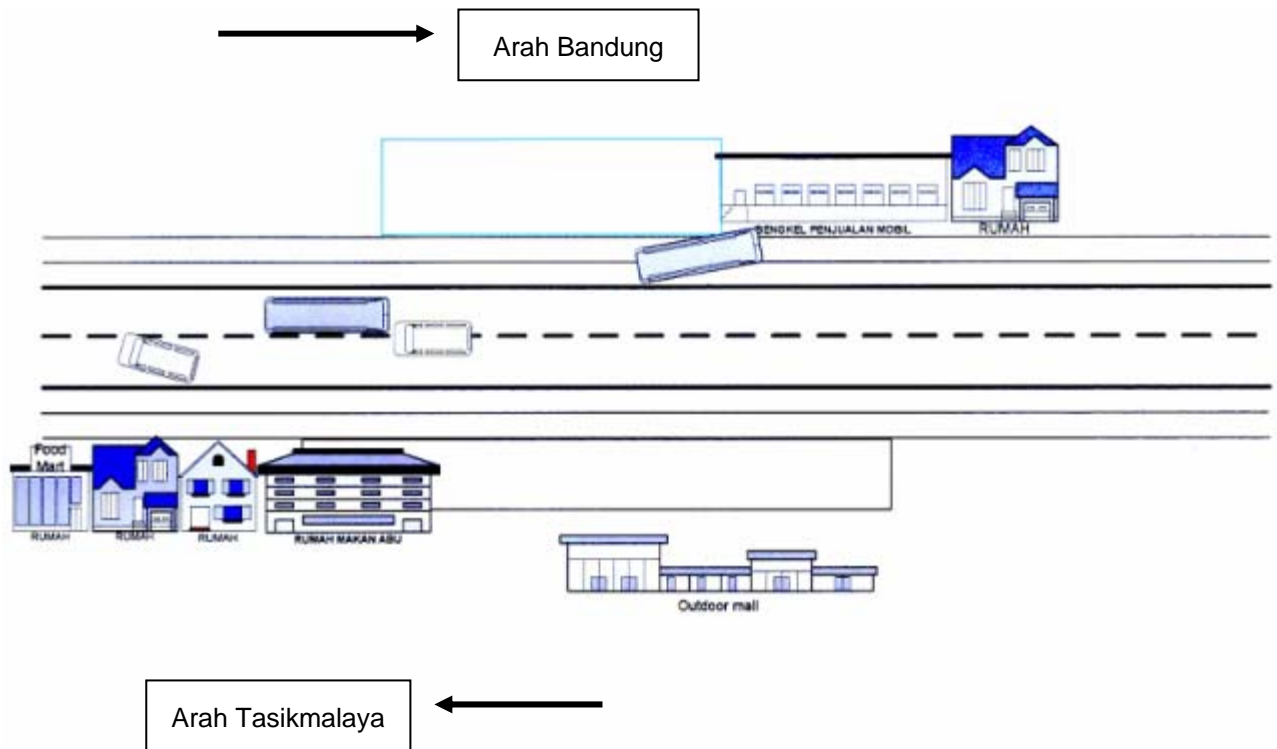 Arah Bandung
BENGKEL PENJUALAN MOBIL
RUMAH
Food
Mart
RUMAH
RUMAH
RUMAH
RUMAH MAKAN ABU
Outdoor mall
Arah Tasikmalaya